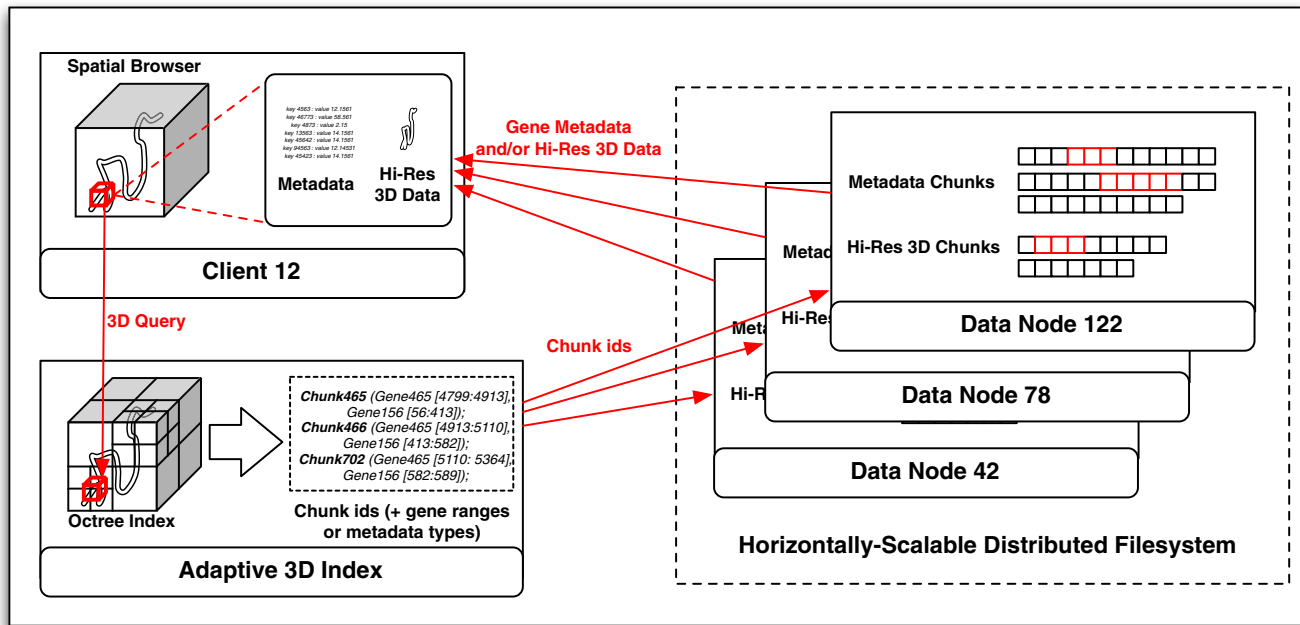 Spatial Browser
key 4563 : value 12.1561
key 46773 : value 58.561
key 4873 : value 2.15
key 13563 : value 14.1561
key 45642 : value 14.1561
key 94563 : value 12.14531
key 45423 : value 14.1561
Metadata
Hi-Res
3D Data
Client 12
3D Query
Octree Index
Chunk465 (Gene465 [4799:4913],
Gene156 [56:413]);
Chunk466 (Gene465 [4913:5110],
Gene156 [413:582]);
Chunk702 (Gene465 [5110: 5364],
Gene156 [582:589]);
Chunk ids (+ gene ranges
or metadata types)
Adaptive 3D Index
Gene Metadata
and/or Hi-Res 3D Data
Chunk ids
Metadata Chunks
Hi-Res 3D Chunks
Data Node 122
Metad
Hi-Res
Data Node 78
Meta
Hi-R
Data Node 42
Horizontally-Scalable Distributed Filesystem